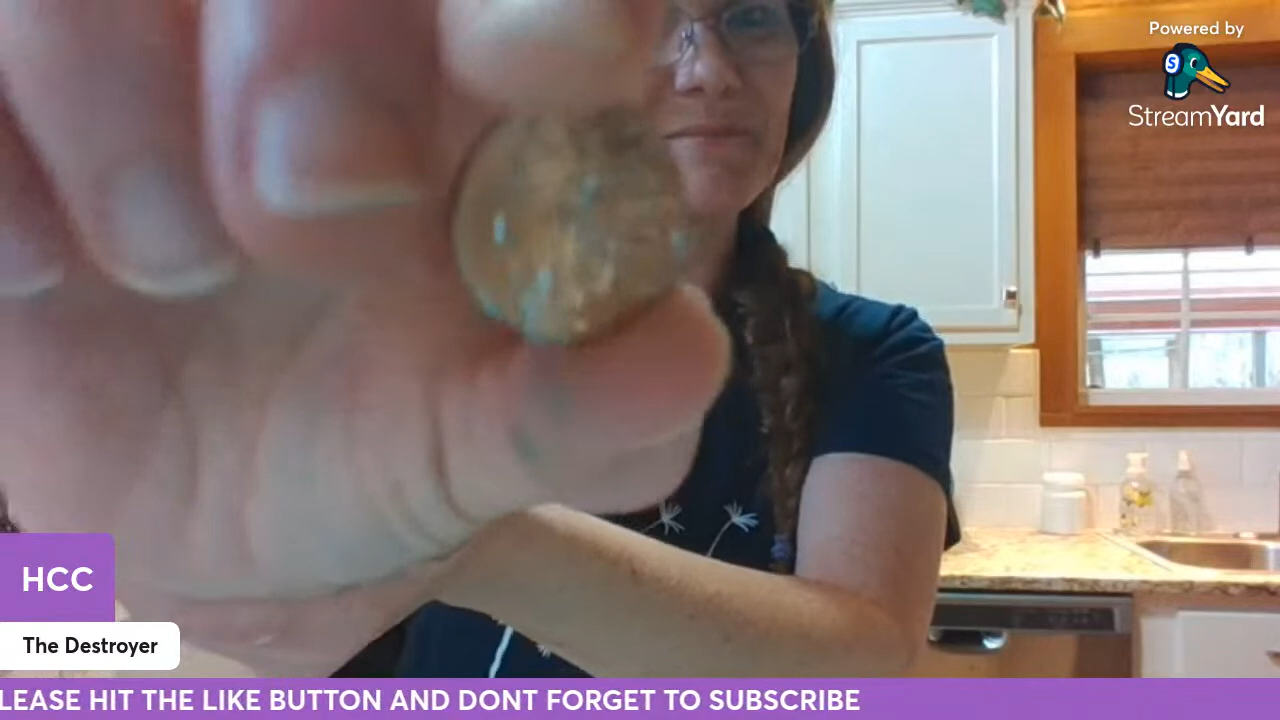 Powered by
S
StreamYard
HCC
The Destroyer
LEASE HIT THE LIKE BUTTON AND DONT FORGET TO SUBSCRIBE